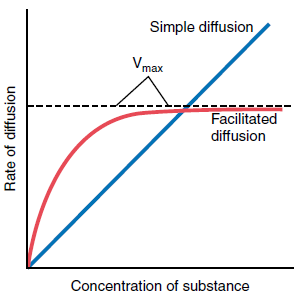 Simple diffusion
Vmax
Facilitated
diffusion
Rate of diffusion
Concentration of substance